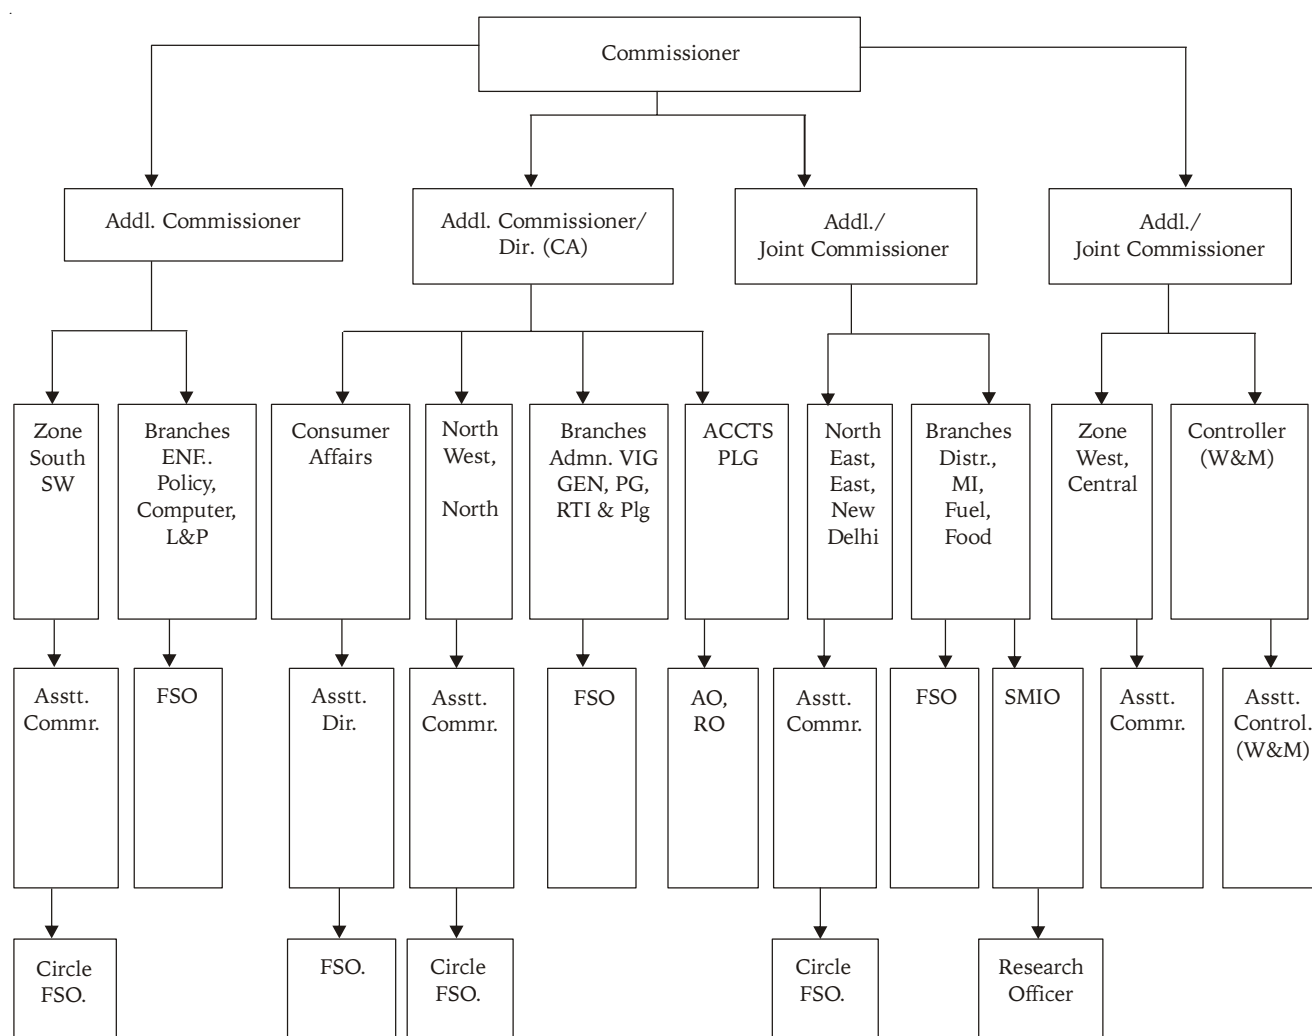 Commissioner
Addl. Commissioner
Addl. Commissioner/
Dir. (CA)
Addl./
Joint Commissioner
Addl./
Joint Commissioner
Zone
South
SW
Branches
ENF..
Policy,
Computer,
L&P
Consumer
Affairs
North
West,
North
Branches
Admn. VIG
GEN, PG,
RTI & Plg
ACCTS
PLG
North
East,
East,
New
Delhi
Branches
Distr.,
MI,
Fuel,
Food
Zone
West,
Central
Controller
(W&M)
Asstt.
Commr.
FSO
Asstt.
Dir.
Asstt.
Commr.
FSO
AO,
RO
Asstt.
Commr.
FSO
SMIO
Asstt.
Commr.
Asstt.
Control.
(W&M)
Circle
FSO.
FSO.
Circle
FSO.
Circle
FSO.
Research
Officer